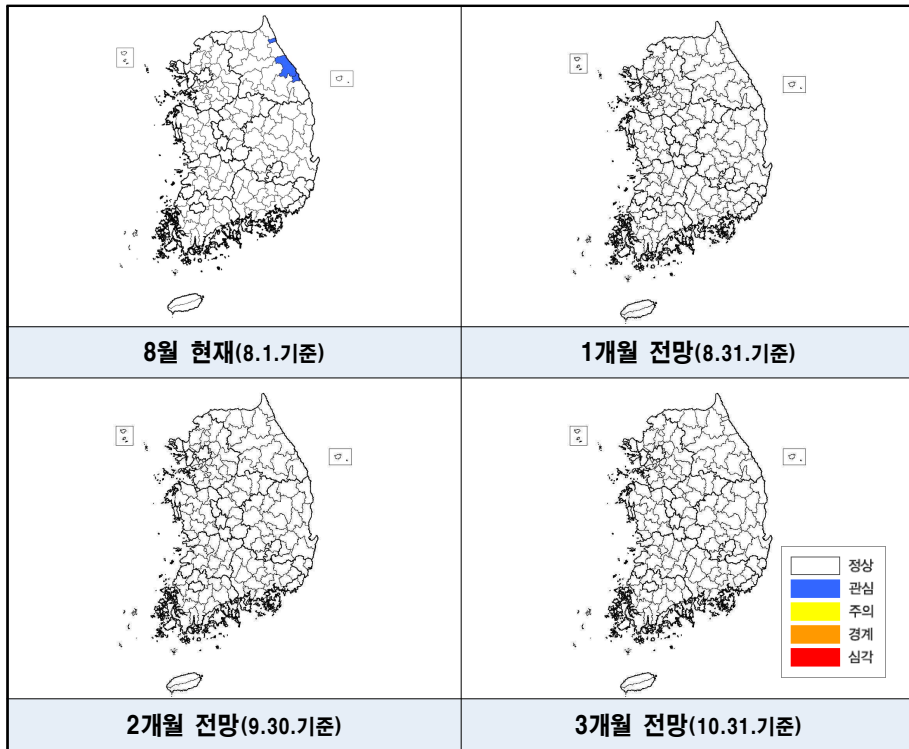 8월 현재(8.1.기준)
1개월 전망(8.31.기준)
정상
관심
주의
경계
심각
2개월 전망(9.30.기준)
3개월 전망(10.31.기준)